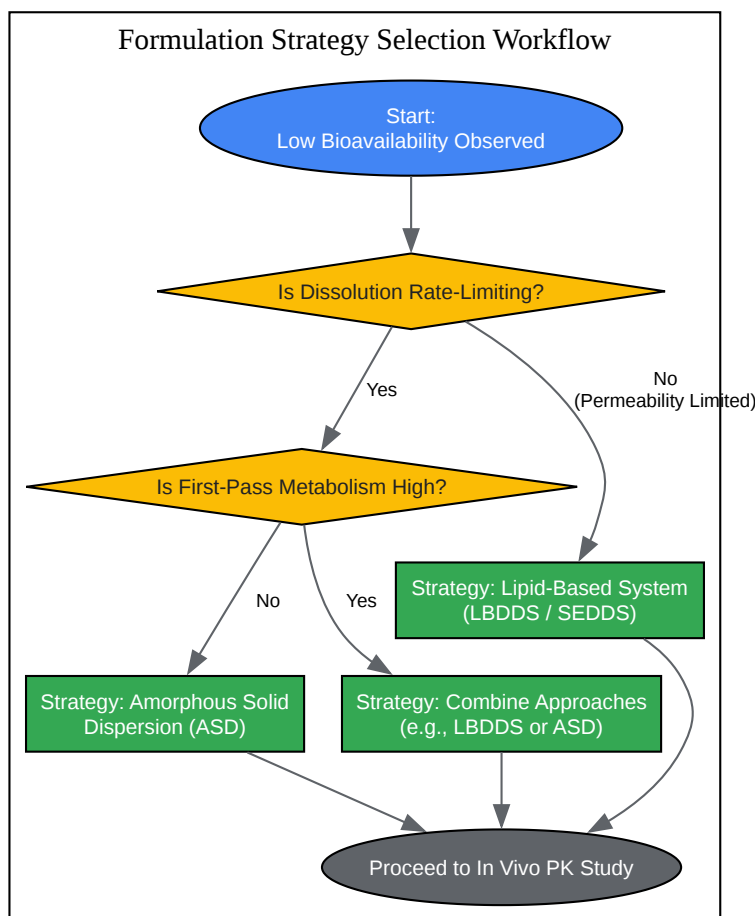 Formulation Strategy Selection Workflow
Start:
Low Bioavailability Observed
Is Dissolution Rate-Limiting?
Yes
No
(Permeability Limited)
Is First-Pass Metabolism High?
No
Yes
Strategy: Lipid-Based System
(LBDDS / SEDDS)
Strategy: Amorphous Solid
Dispersion (ASD)
Strategy: Combine Approaches
(e.g., LBDDS or ASD)
Proceed to In Vivo PK Study